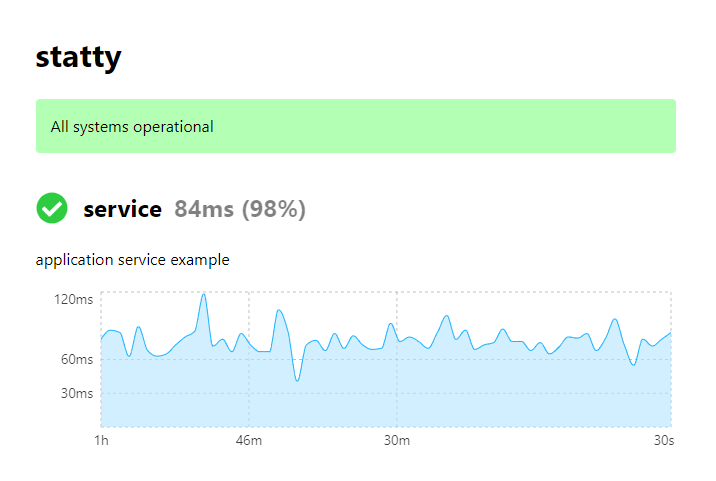 statty
All systems operational
service 84ms (98%)
application service example
120ms
60ms
30ms
1h 46m 30m 30s